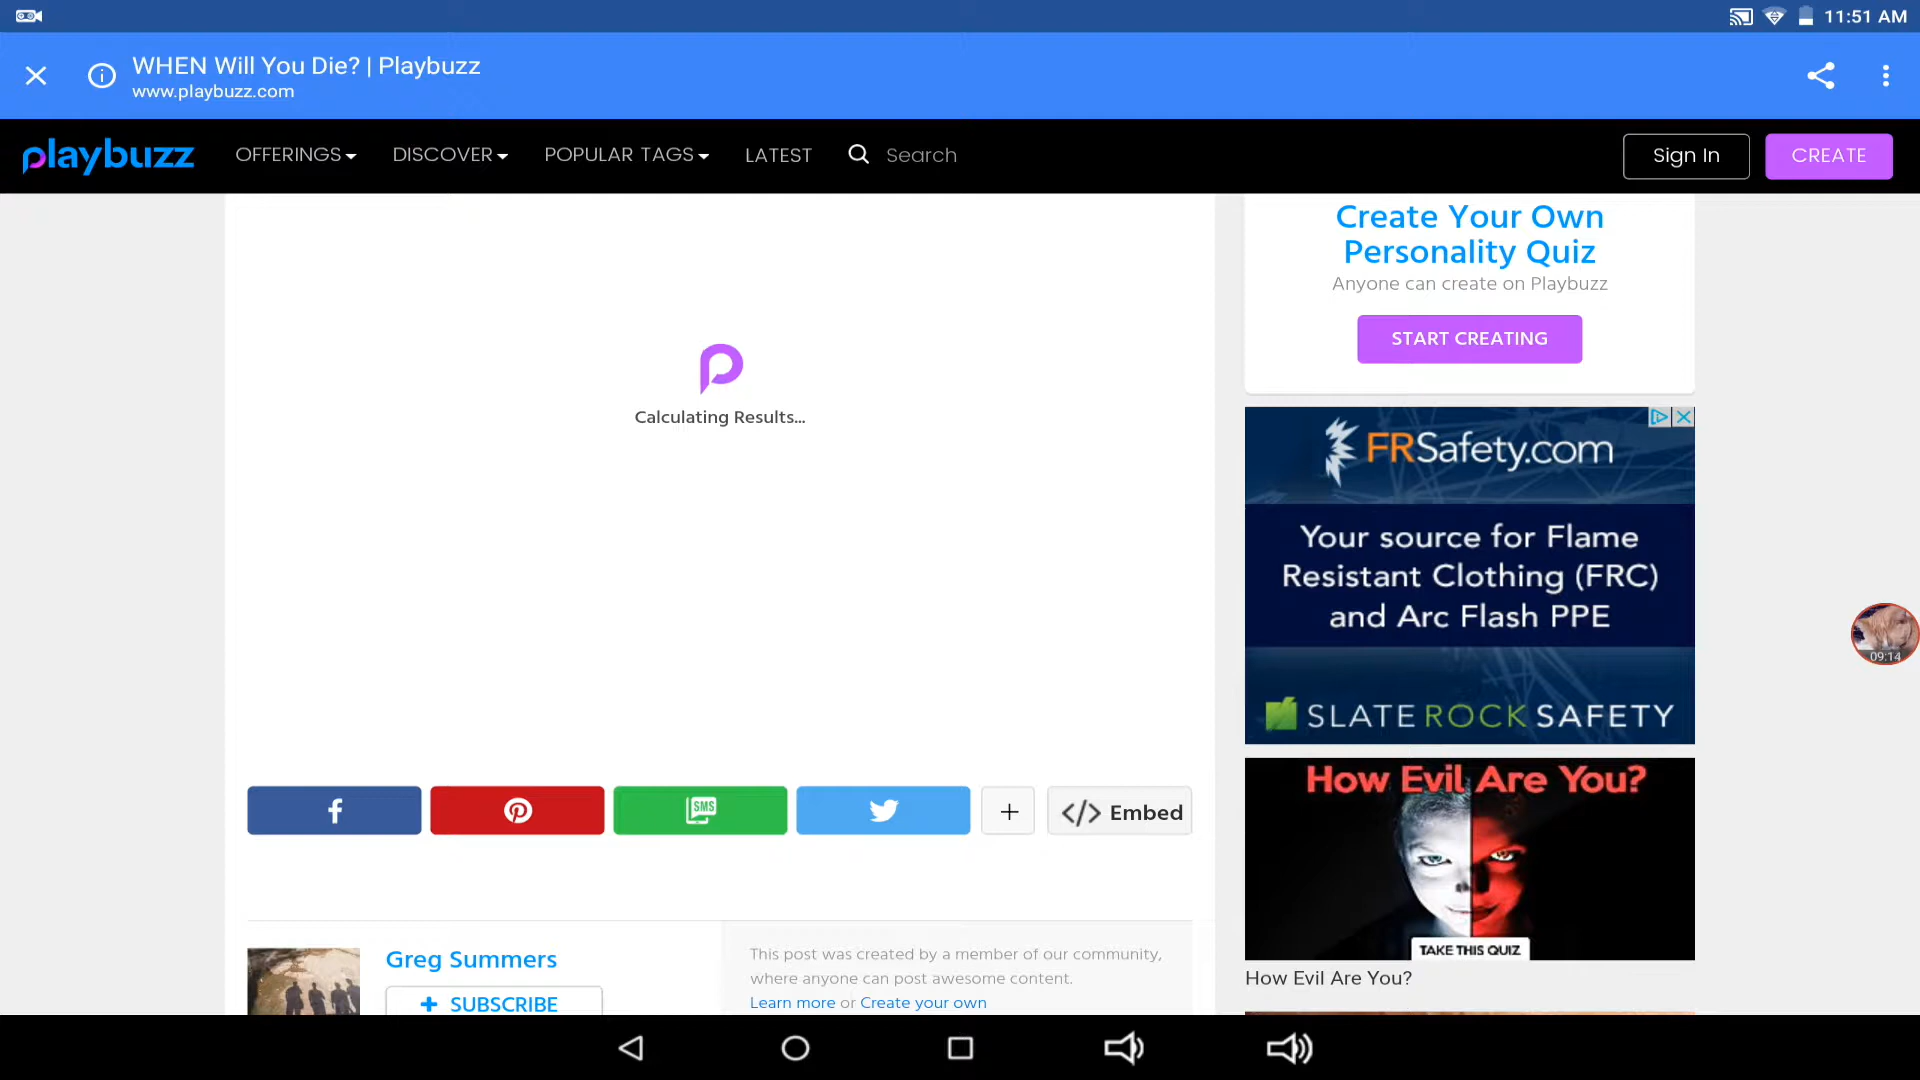 11:51 AM
WHEN Will You Die? | Playbuzz
www.playbuzz.com
playbuzz OFFERINGS DISCOVER POPULAR TAGS LATEST Search Sign In CREATE
Calculating Results...
Create Your Own
Personality Quiz
Anyone can create on Playbuzz
START CREATING
FRSafety.com
Your source for Flame
Resistant Clothing (FRC)
and Arc Flash PPE
SLATE ROCK SAFETY
09:14
How Evil Are You?
TAKE THIS QUIZ
How Evil Are You?
f SMS + </> Embed
Greg Summers
+ SUBSCRIBE
This post was created by a member of our community,
where anyone can post awesome content.
Learn more or Create your own